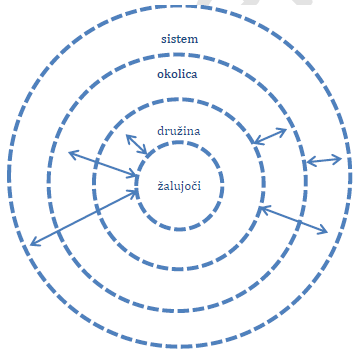 sistem
okolica
družina
žalujoči